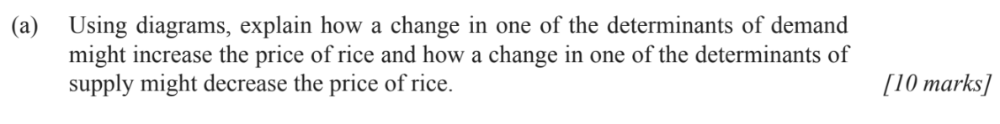 (a) Using diagrams, explain how a change in one of the determinants of demand
might increase the price of rice and how a change in one of the determinants of
supply might decrease the price of rice. [10 marks]